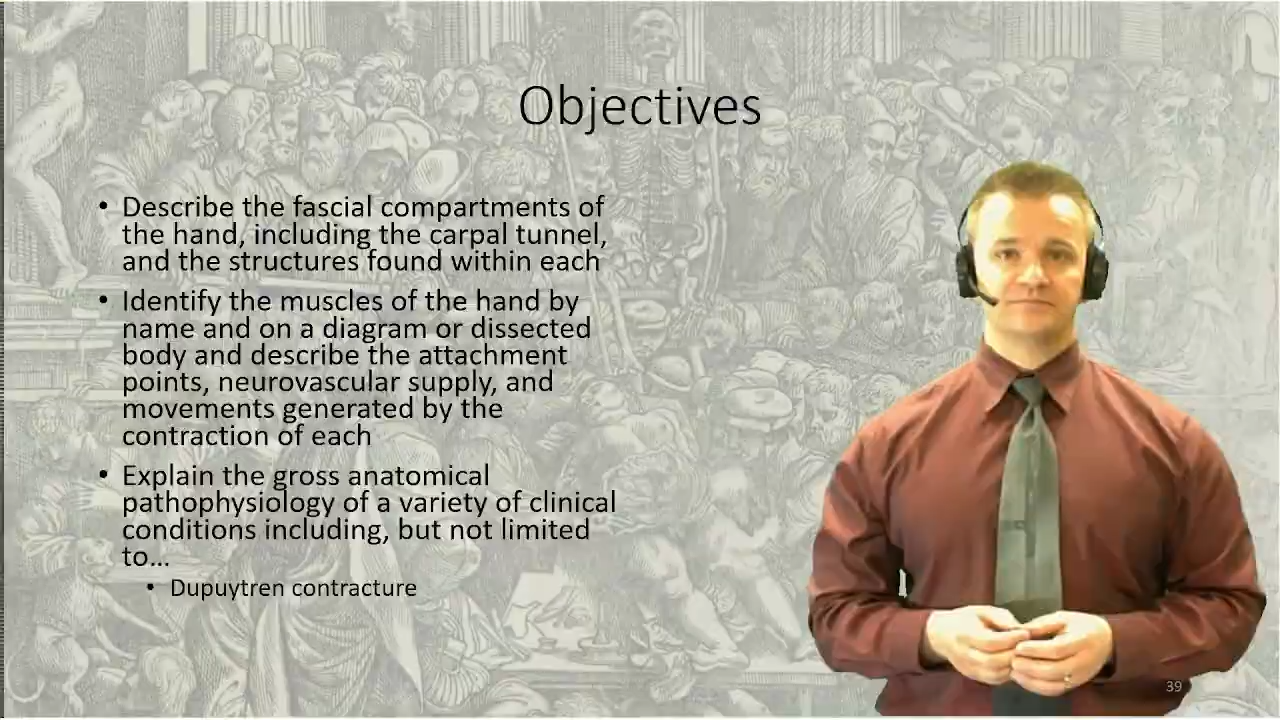 Objectives
• Describe the fascial compartments of
the hand, including the carpal tunnel,
and the structures found within each
• Identify the muscles of the hand by
name and on a diagram or dissected
body and describe the attachment
points, neurovascular supply, and
movements generated by the
contraction of each
• Explain the gross anatomical
pathophysiology of a variety of clinical
conditions including, but not limited
to…
• Dupuytren contracture
39